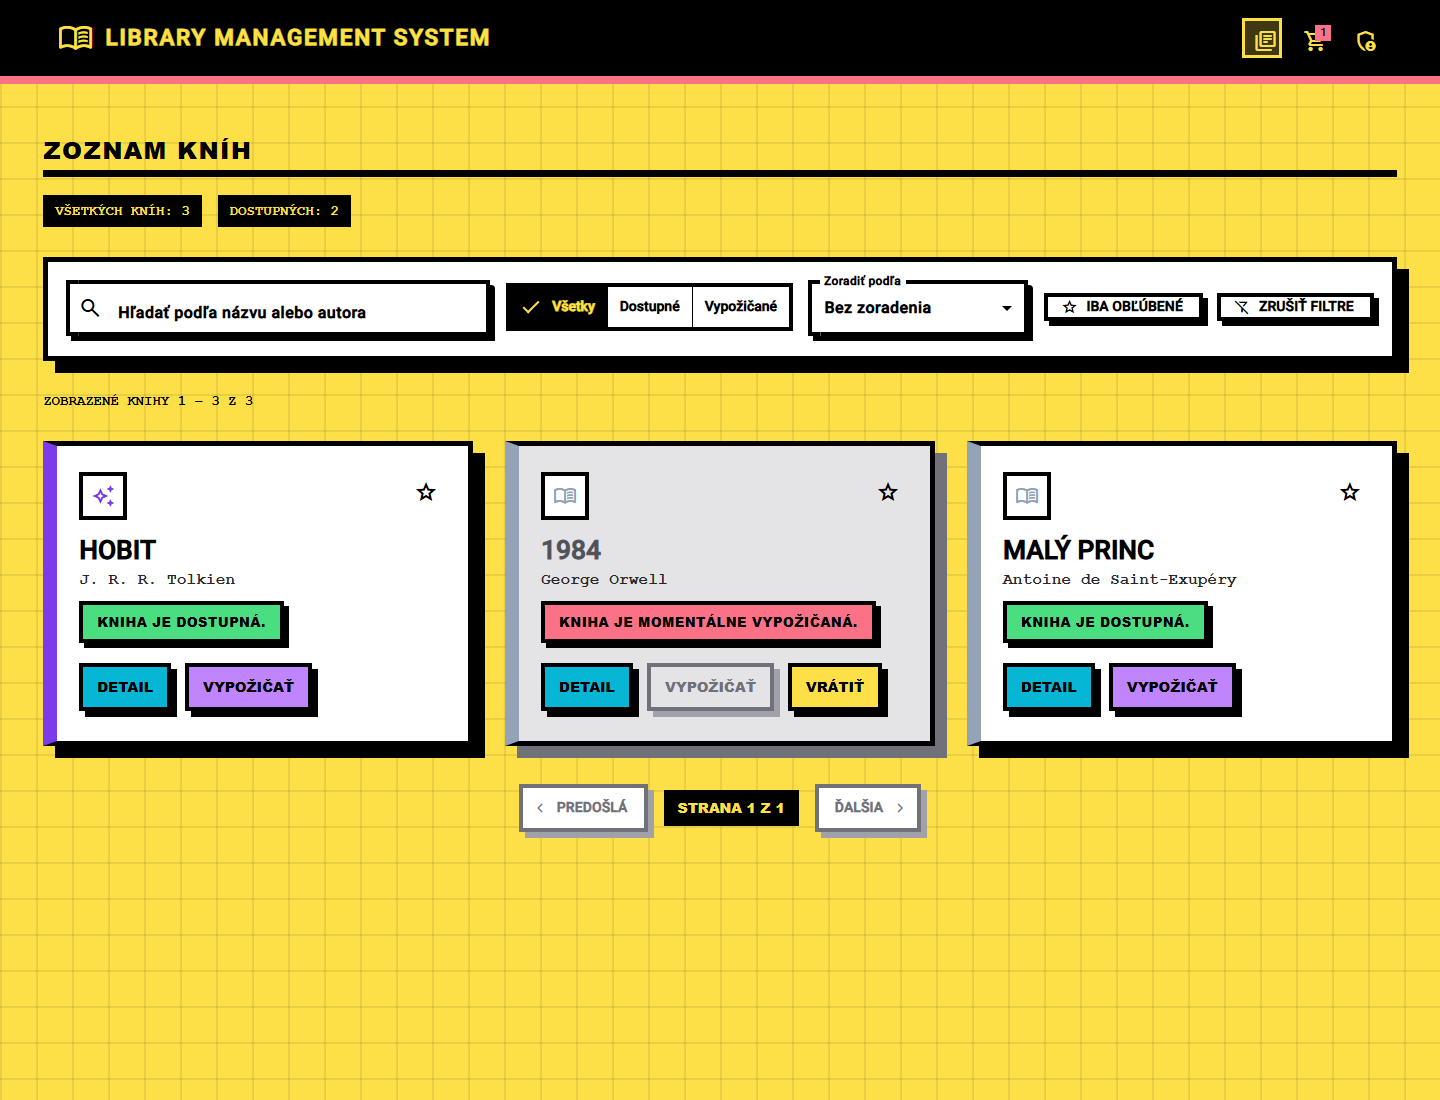 LIBRARY MANAGEMENT SYSTEM
1
ZOZNAM KNÍH
VŠETKÝCH KNÍH: 3
DOSTUPNÝCH: 2
Hľadať podľa názvu alebo autora
Všetky
Dostupné
Vypožičané
Zoradiť podľa
Bez zoradenia
IBA OBĽÚBENÉ
ZRUŠIŤ FILTRE
ZOBRAZENÉ KNIHY 1 – 3 Z 3
HOBIT
J. R. R. Tolkien
KNIHA JE DOSTUPNÁ.
DETAIL
VYPOŽIČAŤ
1984
George Orwell
KNIHA JE MOMENTÁLNE VYPOŽIČANÁ.
DETAIL
VYPOŽIČAŤ
VRÁTIŤ
MALÝ PRINC
Antoine de Saint-Exupéry
KNIHA JE DOSTUPNÁ.
DETAIL
VYPOŽIČAŤ
PREDOŠLÁ
STRANA 1 Z 1
ĎALŠIA